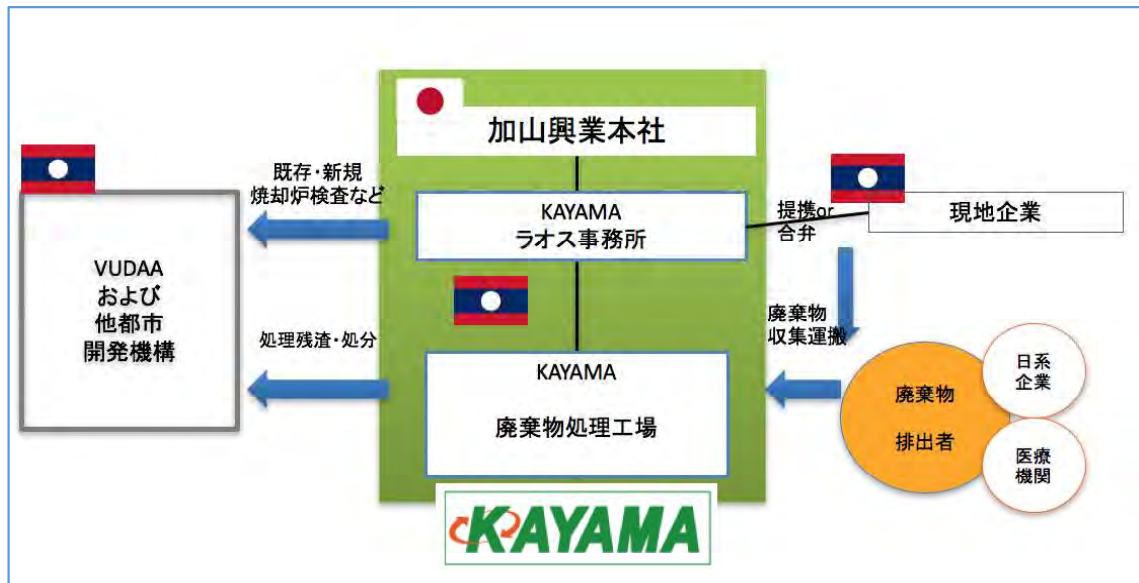 加山興業本社
既存・新規
焼却炉検査など
KAYAMA
ラオス事務所
提携or
合弁
現地企業
VUDAA
および
他都市
開発機構
処理残渣・処分
KAYAMA
廃棄物処理工場
廃棄物
収集運搬
廃棄物
排出者
日系
企業
医療
機関
KAYAMA